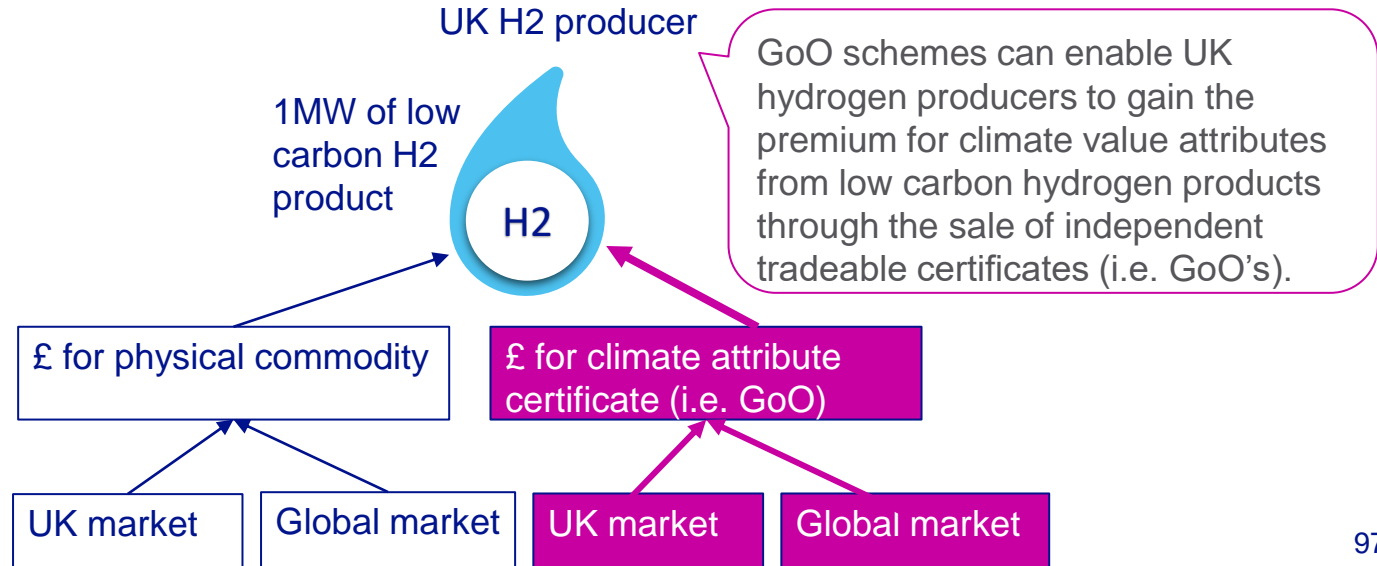 UK H2 producer
GoO schemes can enable UK
hydrogen producers to gain the
premium for climate value attributes
from low carbon hydrogen products
through the sale of independent
tradeable certificates (i.e. GoO's).
1MW of low
carbon H2
product
H2
£ for physical commodity
£ for climate attribute
certificate (i.e. GoO)
UK market
Global market
UK market
Global market
97